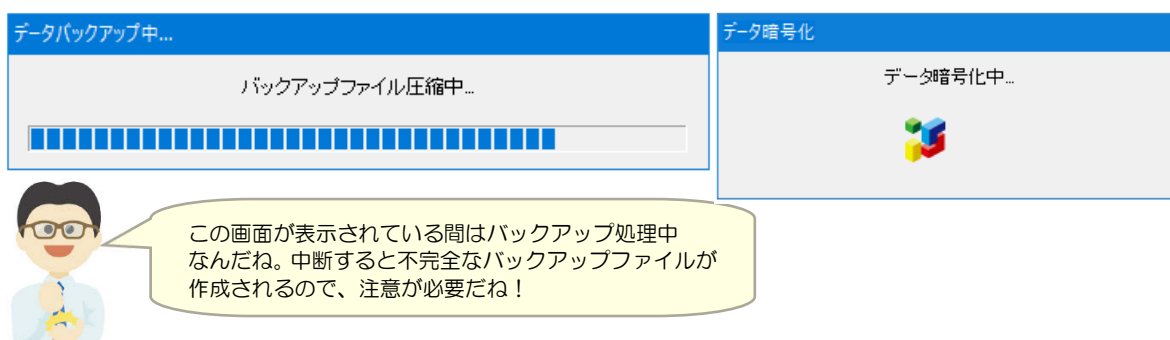 データバックアップ中...
バックアップファイル圧縮中...
データ暗号化
データ暗号化中...
この画面が表示されている間はバックアップ処理中
なんだね。中断すると不完全なバックアップファイルが
作成されるので、注意が必要だね！